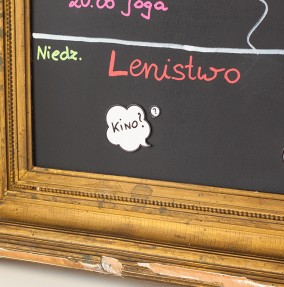 20.00 joga
Niedz. Lenistwo
KINO?
?